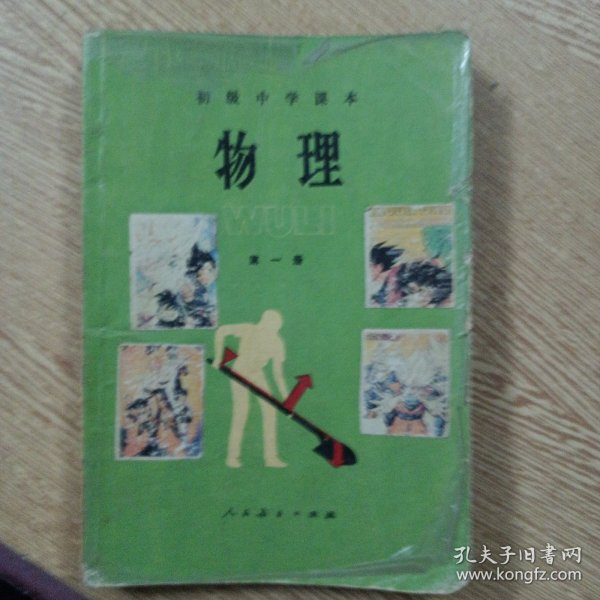 初级中学课本
物理
WULI
第一册
人民教育出版社
孔夫子旧书网
www.kongfz.com